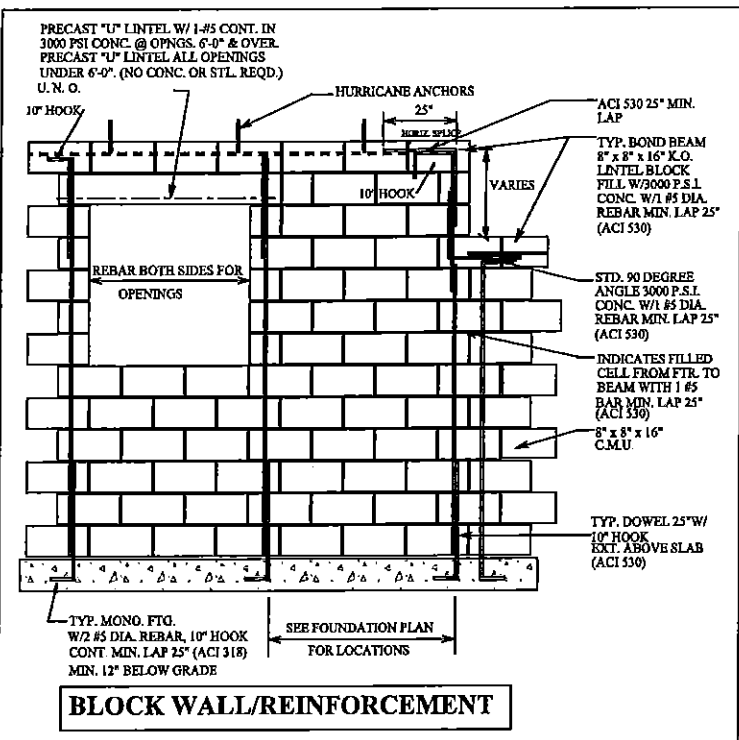 PRECAST "U" LINTEL W/ 1-#5 CONT. IN
3000 PSI CONC. @ OPNGS. 6'-0" & OVER.
PRECAST "U" LINTEL ALL OPENINGS
UNDER 6'-0". (NO CONC. OR STL. REQD.)
U. N. O.
10" HOOK
HURRICANE ANCHORS
25"
HORIZ. SPLICE
10" HOOK
VARIES
ACI 530 25" MIN.
LAP
TYP. BOND BEAM
8" x 8" x 16" K.O.
LINTEL BLOCK
FILL W/3000 P.S.I.
CONC. W/1 #5 DIA.
REBAR MIN. LAP 25"
(ACI 530)
REBAR BOTH SIDES FOR
OPENINGS
STD. 90 DEGREE
ANGLE 3000 P.S.I.
CONC. W/1 #5 DIA.
REBAR MIN. LAP 25"
(ACI 530)
INDICATES FILLED
CELL FROM FTR. TO
BEAM WITH 1 #5
BAR MIN. LAP 25"
(ACI 530)
8" x 8" x 16"
C.M.U.
TYP. DOWEL 25"W/
10" HOOK
EXT. ABOVE SLAB
(ACI 530)
TYP. MONO. FTG.
W/2 #5 DIA. REBAR, 10" HOOK
CONT. MIN. LAP 25" (ACI 318)
MIN. 12" BELOW GRADE
SEE FOUNDATION PLAN
FOR LOCATIONS
BLOCK WALL/REINFORCEMENT